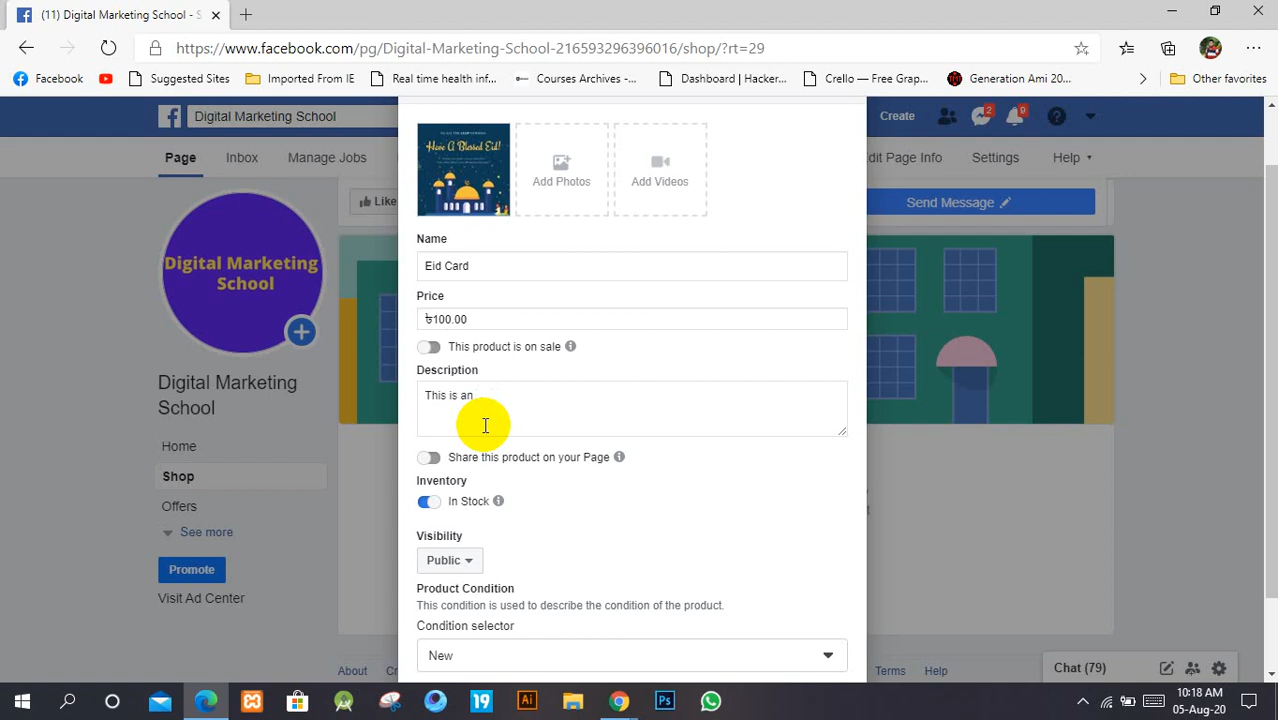 (11) Digital Marketing School - S
https://www.facebook.com/pg/Digital-Marketing-School-216593296396016/shop/?rt=29
Facebook
Suggested Sites
Imported From IE
Real time health inf...
Courses Archives -...
Dashboard | Hacker...
Crello — Free Grap...
Generation Ami 20...
Other favorites
Digital Marketing School
Create
2
9
Page
Inbox
Manage Jobs
dit Page Info
Settings
Help
Like
Send Message
Have A Blessed Eid!
Add Photos
Add Videos
Digital Marketing
School
Name
Eid Card
Price
৳100.00
This product is on sale
Description
This is an
Share this product on your Page
Inventory
In Stock
Visibility
Public
Product Condition
This condition is used to describe the condition of the product.
Condition selector
New
Digital Marketing
School
Home
Shop
Offers
See more
Promote
Visit Ad Center
About
Cr
Terms
Help
Chat (79)
19
Ai
Ps
10:18 AM
05-Aug-20